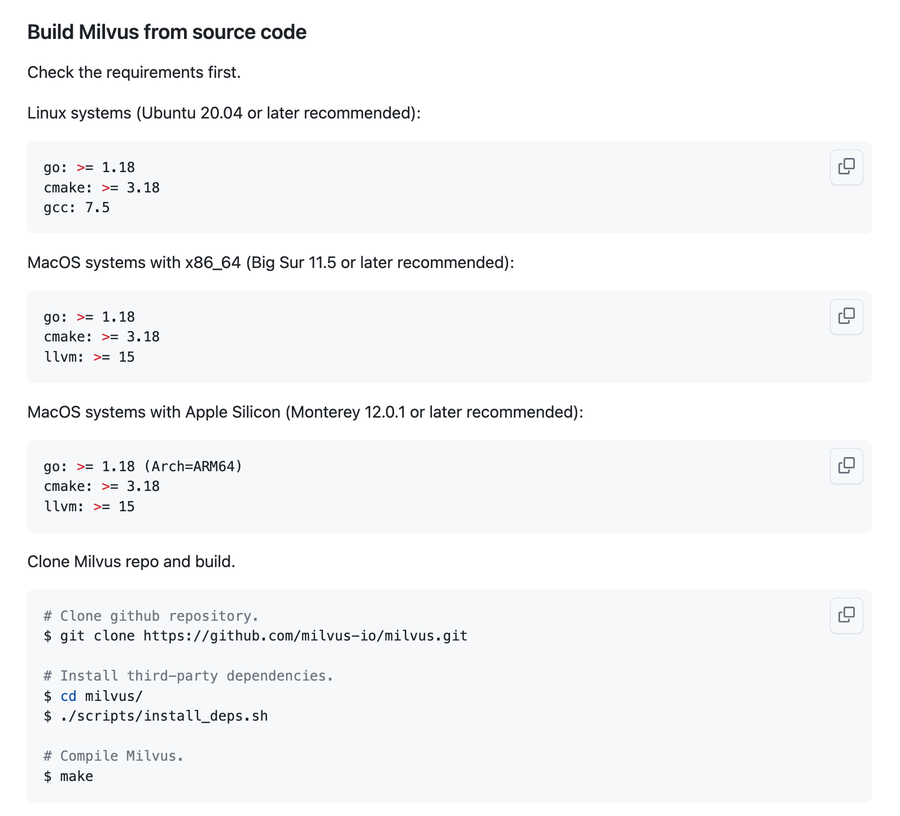 Build Milvus from source code
Check the requirements first.
Linux systems (Ubuntu 20.04 or later recommended):
go: >= 1.18
cmake: >= 3.18
gcc: 7.5
MacOS systems with x86_64 (Big Sur 11.5 or later recommended):
go: >= 1.18
cmake: >= 3.18
llvm: >= 15
MacOS systems with Apple Silicon (Monterey 12.0.1 or later recommended):
go: >= 1.18 (Arch=ARM64)
cmake: >= 3.18
llvm: >= 15
Clone Milvus repo and build.
# Clone github repository.
$ git clone https://github.com/milvus-io/milvus.git
# Install third-party dependencies.
$ cd milvus/
$ ./scripts/install_deps.sh
# Compile Milvus.
$ make